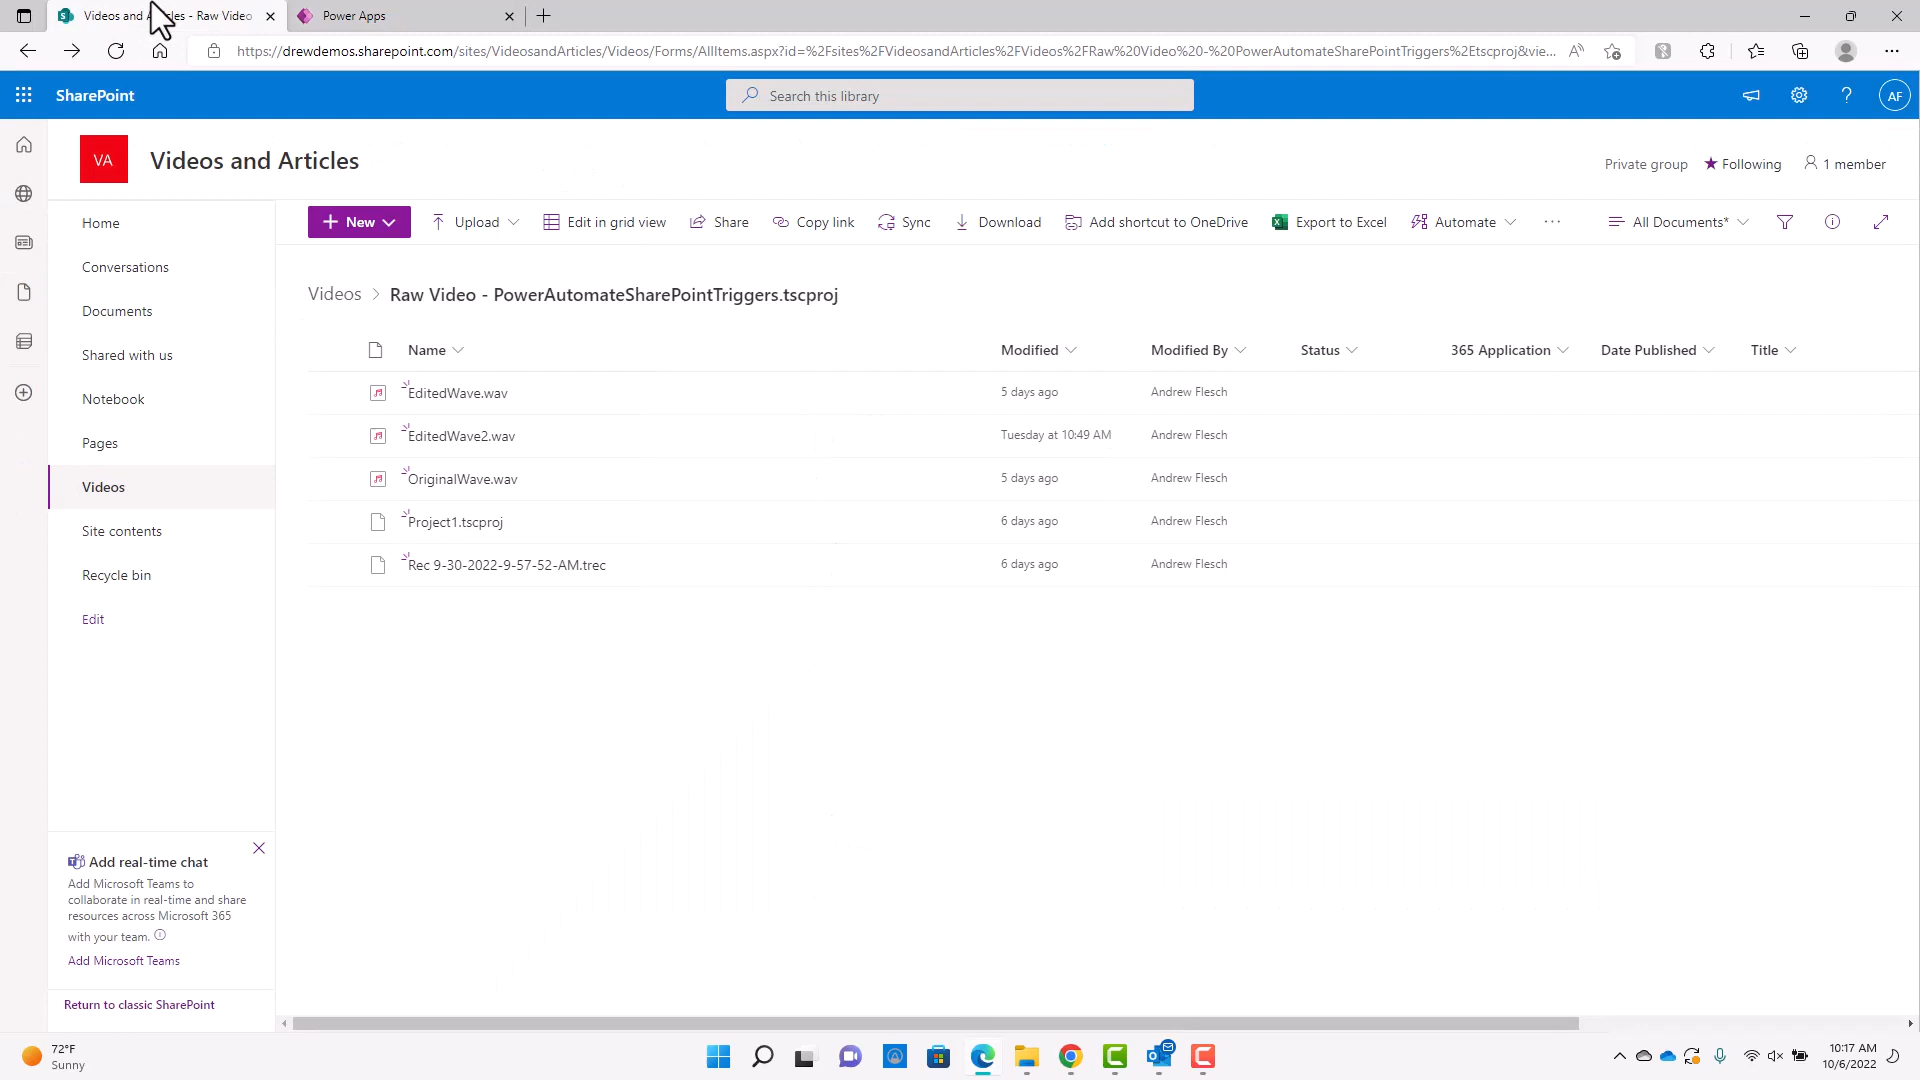 Videos and A    cles - Raw Video
Power Apps
https://drewdemos.sharepoint.com/sites/VideosandArticles/Videos/Forms/AllItems.aspx?id=%2Fsites%2FVideosandArticles%2FVideos%2FRaw%20Video%20-%20PowerAutomateSharePointTriggers%2Etscproj&vie...
SharePoint
Search this library
AF
VA
Videos and Articles
Private group
Following
1 member
New
Upload
Edit in grid view
Share
Copy link
Sync
Download
Add shortcut to OneDrive
Export to Excel
Automate
All Documents*
Home
Conversations
Documents
Shared with us
Notebook
Pages
Videos
Site contents
Recycle bin
Edit
Videos > Raw Video - PowerAutomateSharePointTriggers.tscproj
Name Modified Modified By Status 365 Application Date Published Title
EditedWave.wav 5 days ago Andrew Flesch
EditedWave2.wav Tuesday at 10:49 AM Andrew Flesch
OriginalWave.wav 5 days ago Andrew Flesch
Project1.tscproj 6 days ago Andrew Flesch
Rec 9-30-2022-9-57-52-AM.trec 6 days ago Andrew Flesch
Add real-time chat
Add Microsoft Teams to
collaborate in real-time and share
resources across Microsoft 365
with your team.
Add Microsoft Teams
Return to classic SharePoint
72°F
Sunny
10:17 AM
10/6/2022